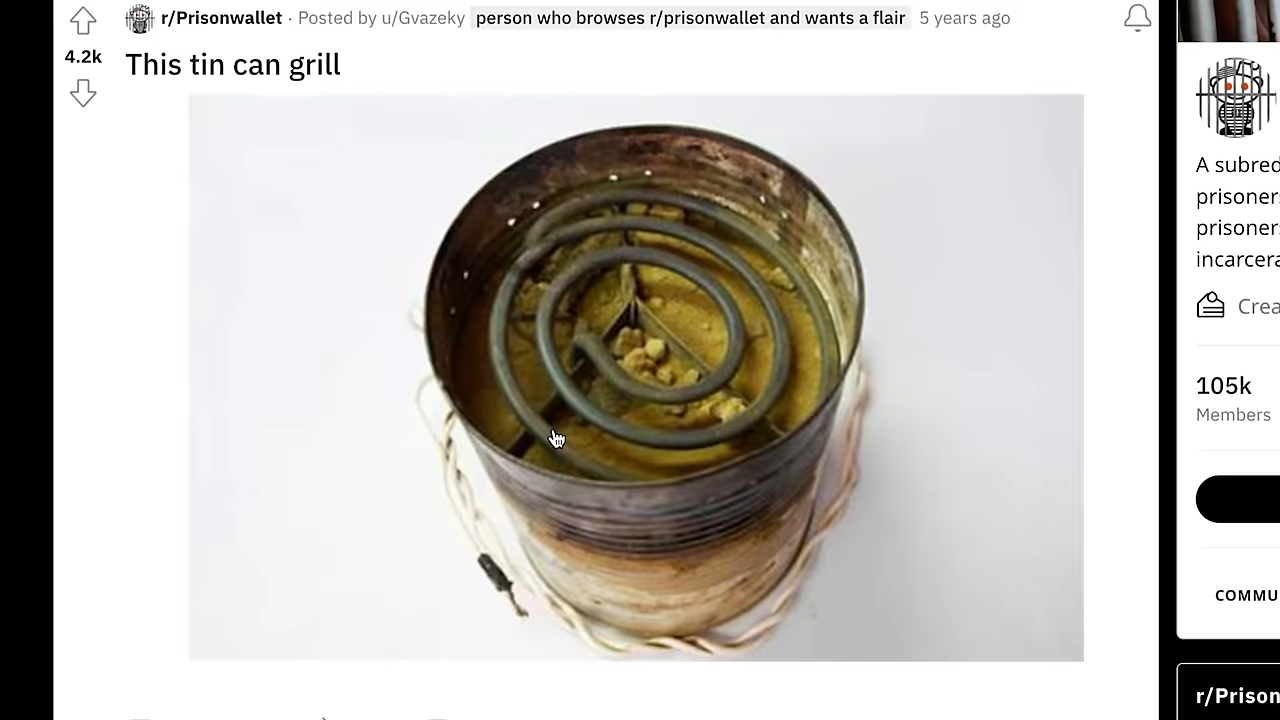 r/Prisonwallet · Posted by u/Gvazeky person who browses r/prisonwallet and wants a flair 5 years ago
4.2k
This tin can grill
A subred
prisoner
prisoner
incarcera
Crea
105k
Members
COMMU
r/Prison